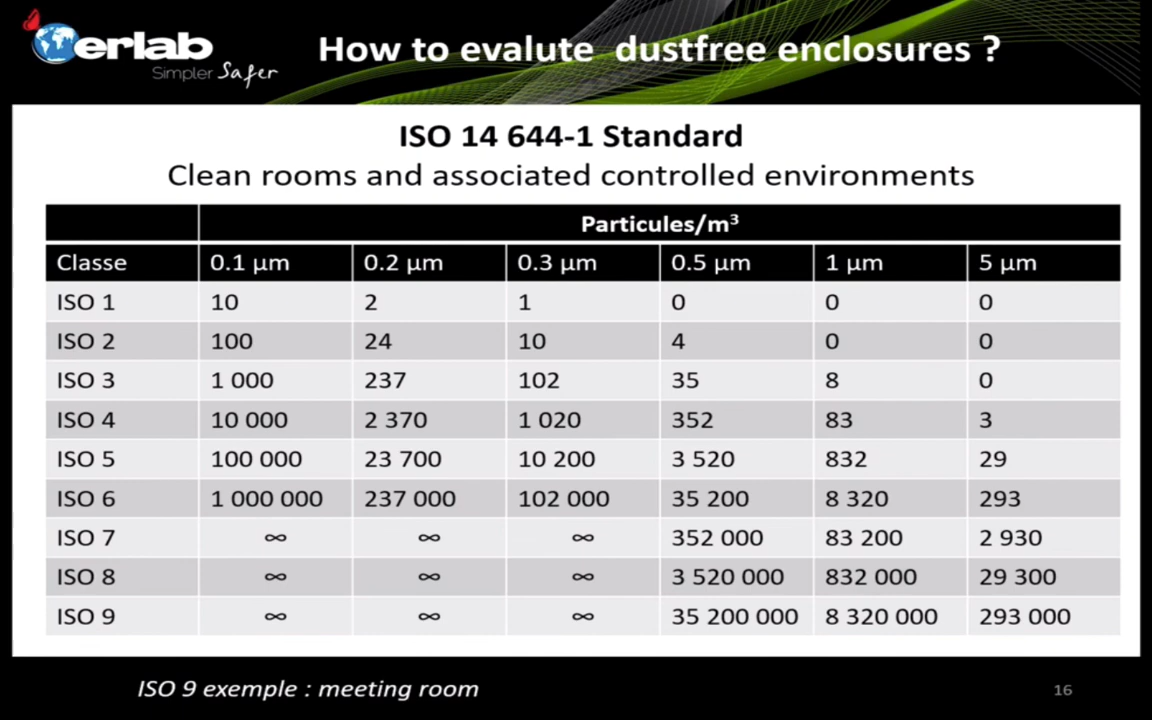 erlab
Simpler Safer
How to evalute dustfree enclosures ?
ISO 14 644-1 Standard
Clean rooms and associated controlled environments
Particules/m³
Classe 0.1 µm 0.2 µm 0.3 µm 0.5 µm 1 µm 5 µm
ISO 1 10 2 1 0 0 0
ISO 2 100 24 10 4 0 0
ISO 3 1 000 237 102 35 8 0
ISO 4 10 000 2 370 1 020 352 83 3
ISO 5 100 000 23 700 10 200 3 520 832 29
ISO 6 1 000 000 237 000 102 000 35 200 8 320 293
ISO 7 ∞ ∞ ∞ 352 000 83 200 2 930
ISO 8 ∞ ∞ ∞ 3 520 000 832 000 29 300
ISO 9 ∞ ∞ ∞ 35 200 000 8 320 000 293 000
ISO 9 exemple : meeting room
16